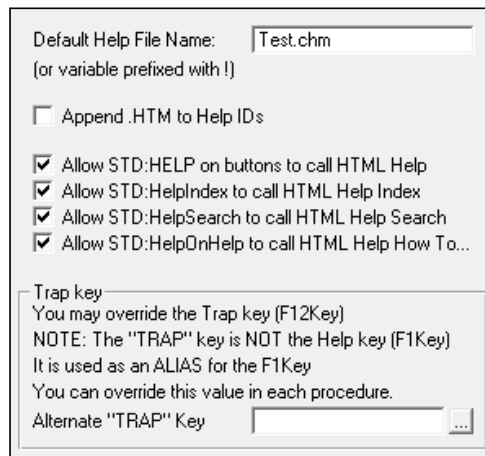 Default Help File Name: Test.chm
(or variable prefixed with !)
Append .HTM to Help IDs
Allow STD:HELP on buttons to call HTML Help
Allow STD:HelpIndex to call HTML Help Index
Allow STD:HelpSearch to call HTML Help Search
Allow STD:HelpOnHelp to call HTML Help How To...
Trap key
You may override the Trap key (F12Key)
NOTE: The "TRAP" key is NOT the Help key (F1Key)
It is used as an ALIAS for the F1Key
You can override this value in each procedure.
Alternate "TRAP" Key ...